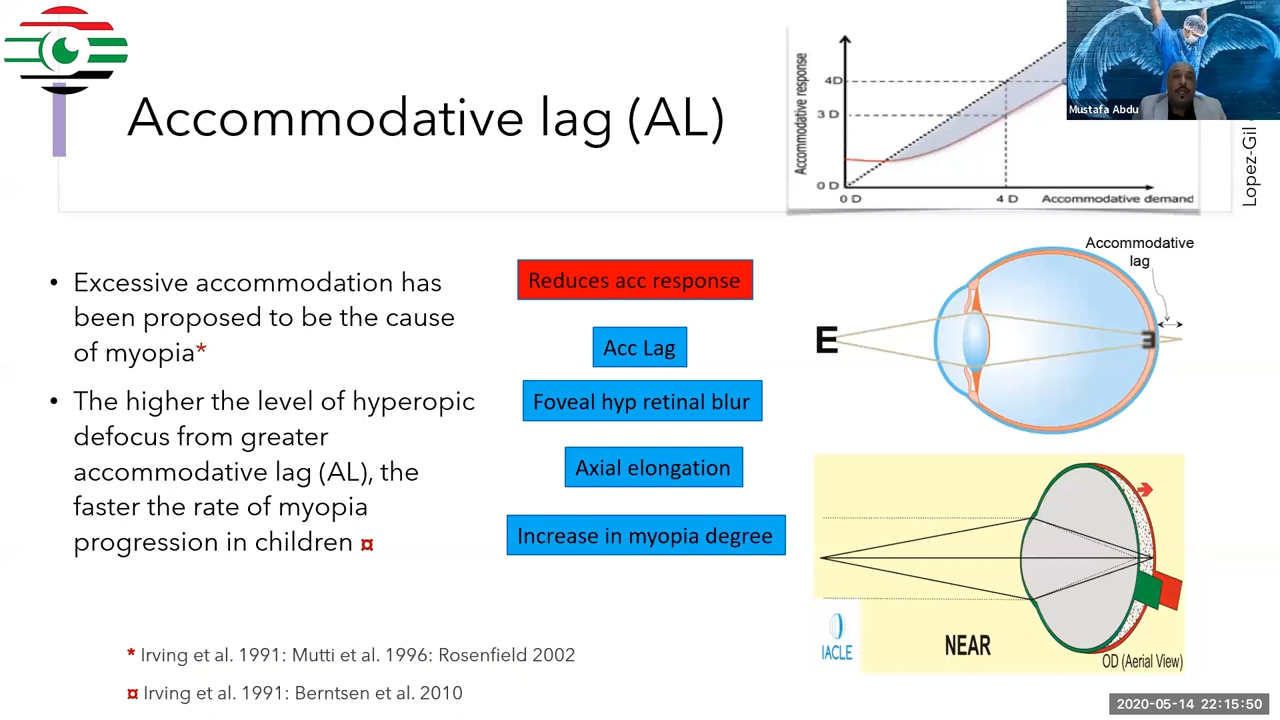 Accommodative lag (AL)
Accommodative response
4D
3 D
0 D
0 D
4 D
Accommodative demand
Mustafa Abdu
Lopez-Gil
• Excessive accommodation has
been proposed to be the cause
of myopia*
• The higher the level of hyperopic
defocus from greater
accommodative lag (AL), the
faster the rate of myopia
progression in children ¤
Reduces acc response
Acc Lag
Foveal hyp retinal blur
Axial elongation
Increase in myopia degree
Accommodative
lag
E
E
IACLE
NEAR
OD (Aerial View)
* Irving et al. 1991: Mutti et al. 1996: Rosenfield 2002
¤ Irving et al. 1991: Berntsen et al. 2010
2020-05-14 22:15:50